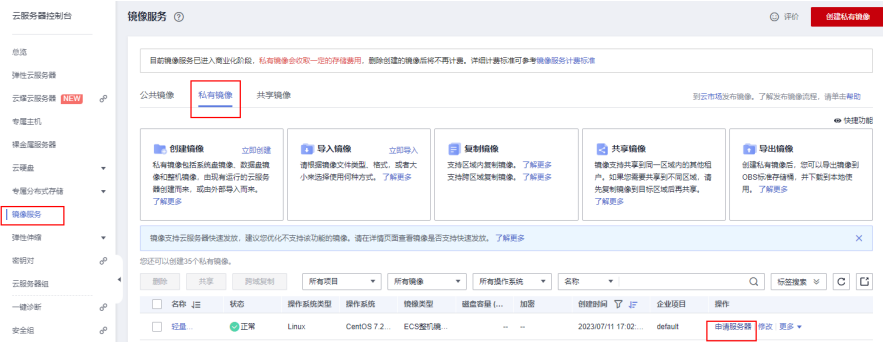 云服务器控制台
镜像服务
评价
创建私有镜像
总览
弹性云服务器
云耀云服务器 NEW
专属主机
裸金属服务器
云硬盘
专属分布式存储
镜像服务
弹性伸缩
密钥对
云服务器组
一键诊断
安全组
目前镜像服务已进入商业化阶段，私有镜像会收取一定的存储费用，删除创建的镜像后将不再计费。详细计费标准可参考镜像服务计费标准
公共镜像 私有镜像 共享镜像
到云市场发布镜像。了解发布镜像流程，请单击帮助
快捷功能
创建镜像 立即创建
私有镜像包括系统盘镜像、数据盘镜
像和整机镜像，由现有运行的云服务
器创建而来，或由外部导入而来。
了解更多
导入镜像 立即导入
请根据镜像文件类型、格式，或者大
小来选择使用何种方式。了解更多
复制镜像
支持区域内复制镜像。 了解更多
支持跨区域复制镜像。 了解更多
共享镜像
镜像支持共享到同一区域内的其他租
户。如果您需要共享到不同区域，请
先复制镜像到目标区域后再共享。
了解更多
导出镜像
创建私有镜像后，您可以导出镜像到
OBS标准存储桶，并下载到本地使
用。 了解更多
镜像支持云服务器快速发放，建议您优化不支持该功能的镜像。请在详情页面查看镜像是否支持快速发放。 了解更多
您还可以创建35个私有镜像。
删除 共享 跨域复制 所有项目 所有镜像 所有操作系统 名称 标签搜索
名称 状态 操作系统类型 操作系统 镜像类型 磁盘容量 (... 加密 创建时间 企业项目 操作
轻量... 正常 Linux CentOS 7.2... ECS整机镜... -- -- 2023/07/11 17:02:... default 申请服务器 修改 更多